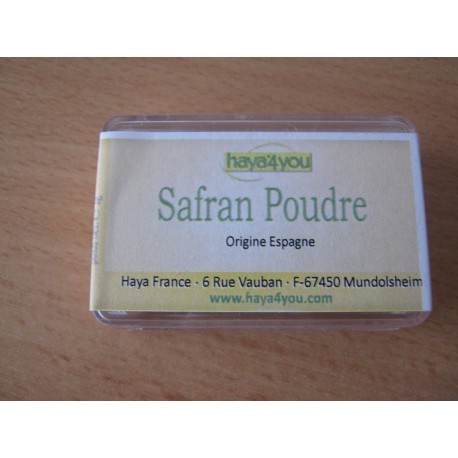 haya4you
Safran Poudre
Origine Espagne
Haya France · 6 Rue Vauban · F-67450 Mundolsheim
www.haya4you.com